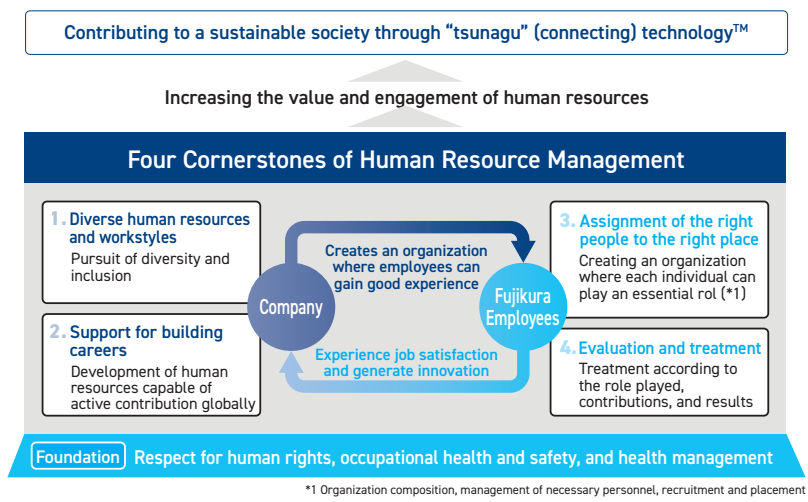 Contributing to a sustainable society through “tsunagu” (connecting) technology™
Increasing the value and engagement of human resources
Four Cornerstones of Human Resource Management
1. Diverse human resources
and workstyles
Pursuit of diversity and
inclusion
2. Support for building
careers
Development of human
resources capable of
active contribution globally
Creates an organization
where employees can
gain good experience
Company
Fujikura
Employees
Experience job satisfaction
and generate innovation
3. Assignment of the right
people to the right place
Creating an organization
where each individual can
play an essential rol (*1)
4. Evaluation and treatment
Treatment according to
the role played,
contributions, and results
Foundation Respect for human rights, occupational health and safety, and health management
*1 Organization composition, management of necessary personnel, recruitment and placement